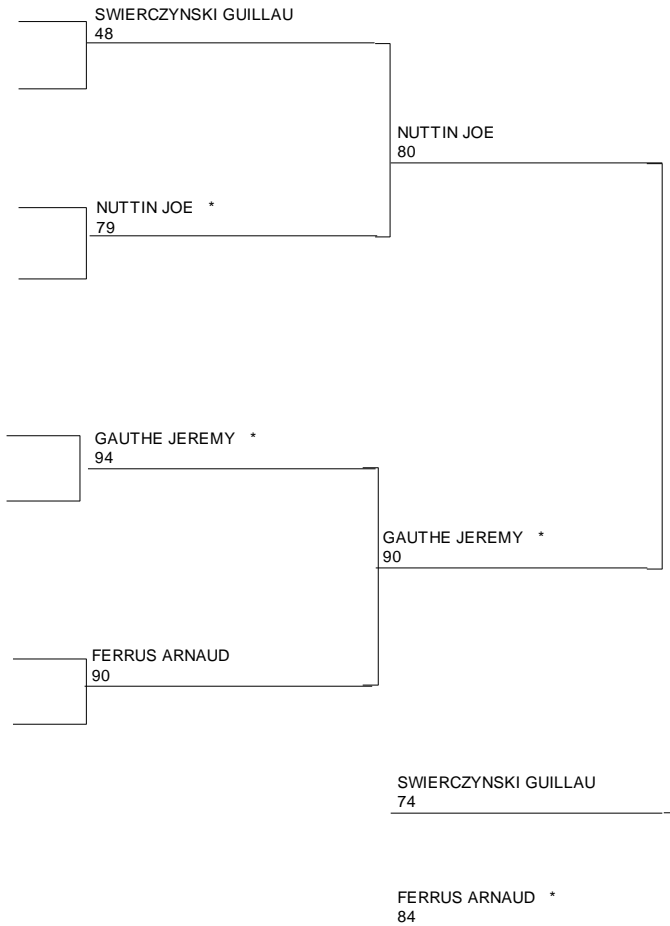 SWIERCZYNSKI GUILLAU
48
NUTTIN JOE
80
NUTTIN JOE *
79
GAUTHE JEREMY *
94
GAUTHE JEREMY *
90
FERRUS ARNAUD
90
SWIERCZYNSKI GUILLAU
74
FERRUS ARNAUD *
84